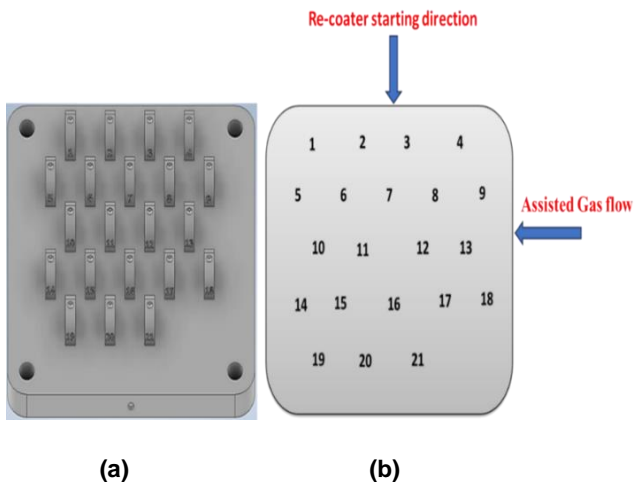 Re-coater starting direction
1 2 3 4
5 6 7 8 9
Assisted Gas flow
10 11 12 13
14 15 16 17 18
19 20 21
(a) (b)